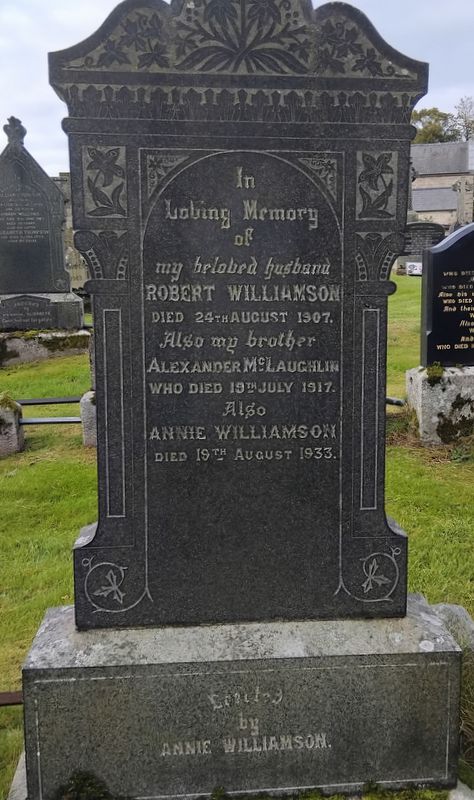 In
Loving Memory
of
my beloved husband
ROBERT WILLIAMSON
DIED 24TH AUGUST 1907.
Also my brother
ALEXANDER McLAUGHLIN
WHO DIED 19TH JULY 1917.
Also
ANNIE WILLIAMSON
DIED 19TH AUGUST 1933.
Erected
by
ANNIE WILLIAMSON.